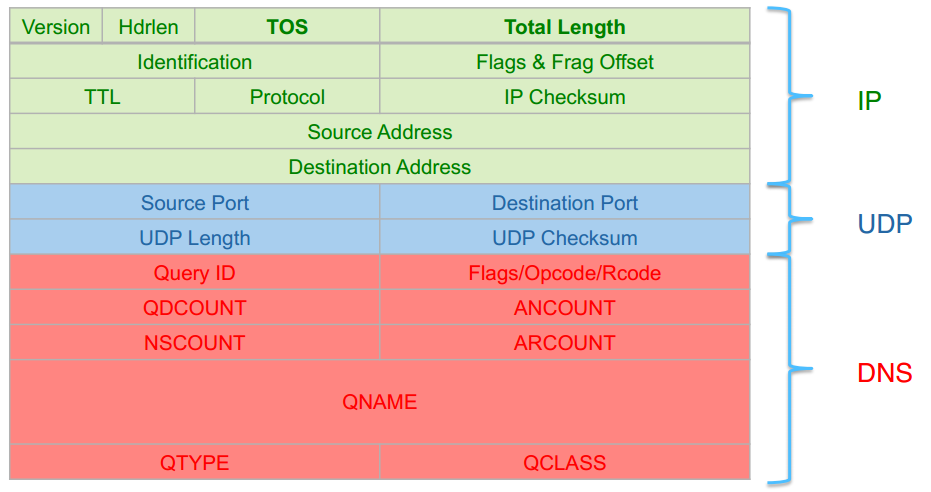 Version Hdrlen TOS Total Length
Identification Flags & Frag Offset
TTL Protocol IP Checksum
IP
Source Address
Destination Address
Source Port Destination Port
UDP
UDP Length UDP Checksum
Query ID Flags/Opcode/Rcode
QDCOUNT ANCOUNT
NSCOUNT ARCOUNT
DNS
QNAME
QTYPE QCLASS